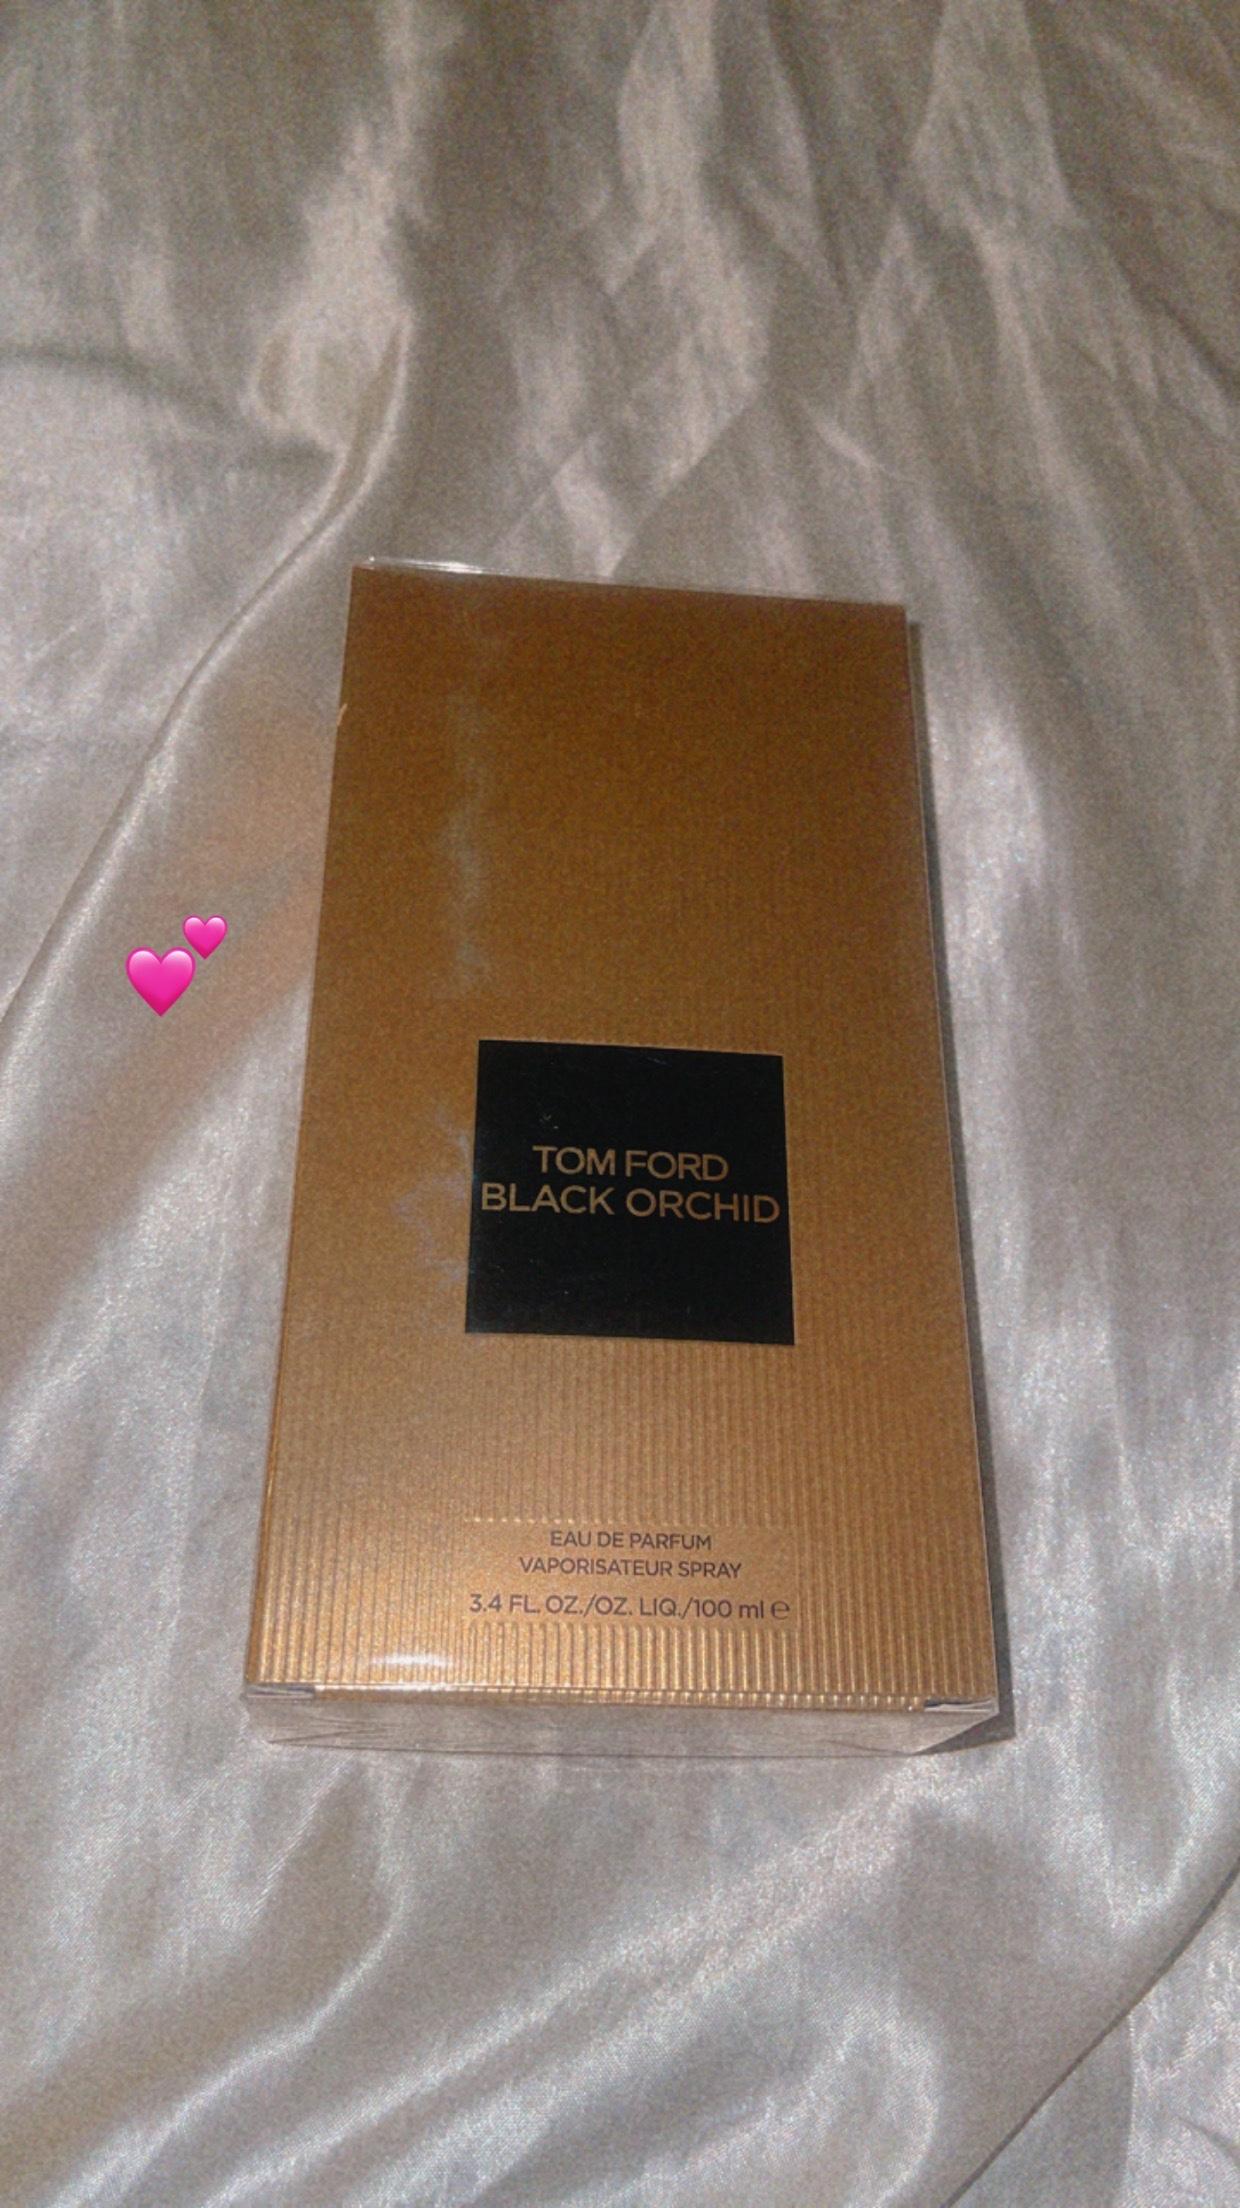 TOM FORD
BLACK ORCHID
EAU DE PARFUM
VAPORISATEUR SPRAY
3.4 FL. OZ./OZ. LIQ./100 ml ℮